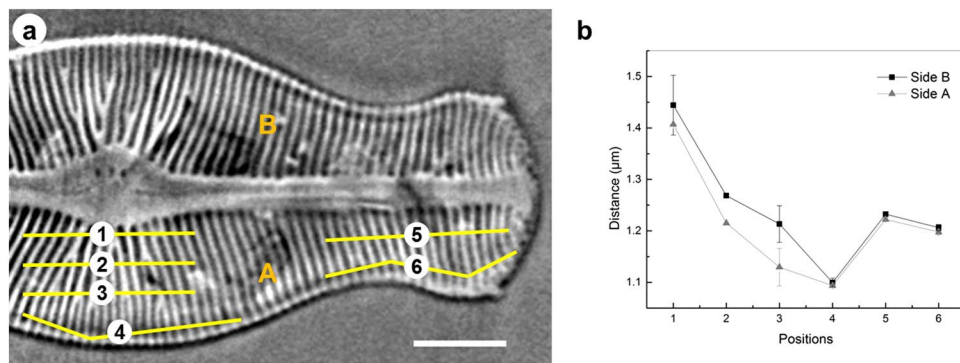 a
B
1
2
3
4
5
6
A
b
Side B
Side A
1.5
1.4
1.3
1.2
1.1
Distance (μm)
1 2 3 4 5 6
Positions